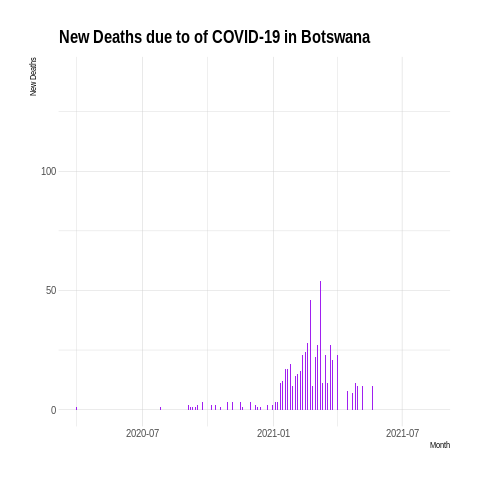 New Deaths due to of COVID-19 in Botswana
New Deaths
100
50
0
2020-07 2021-01 2021-07
Month